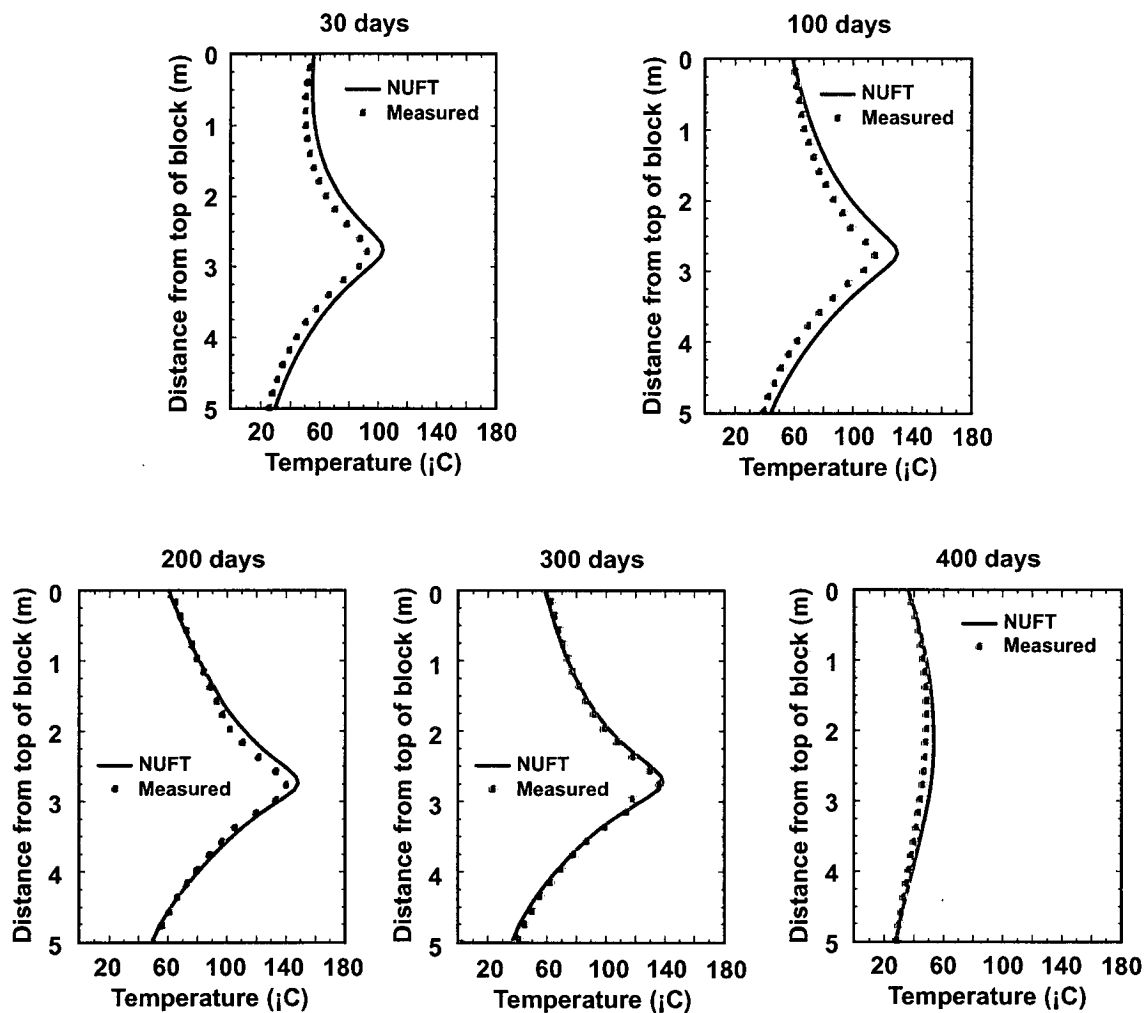 30 days
0
1
2
3
4
5
Distance from top of block (m)
NUFT
Measured
20 60 100 140 180
Temperature (¡C)
100 days
0
1
2
3
4
5
Distance from top of block (m)
NUFT
Measured
20 60 100 140 180
Temperature (¡C)
200 days
0
1
2
3
4
5
Distance from top of block (m)
NUFT
Measured
20 60 100 140 180
Temperature (¡C)
300 days
0
1
2
3
4
5
Distance from top of block (m)
NUFT
Measured
20 60 100 140 180
Temperature (¡C)
400 days
0
1
2
3
4
5
Distance from top of block (m)
NUFT
Measured
20 60 100 140 180
Temperature (¡C)